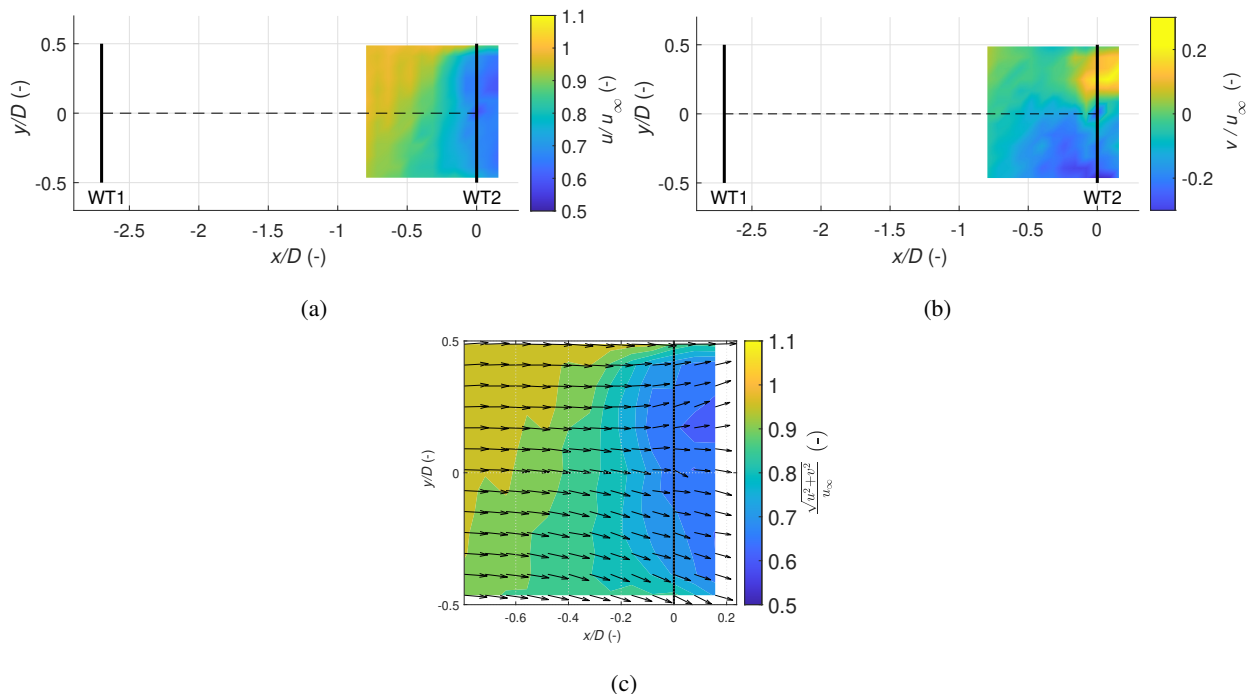 1.1
1
0.9
0.8
0.7
0.6
0.5
u/ u∞ (-)
0.5
0
-0.5
y/D (-)
WT1
WT2
-2.5 -2 -1.5 -1 -0.5 0
x/D (-)
(a)
0.2
0
-0.2
v / u∞ (-)
0.5
0
-0.5
y/D (-)
WT1
WT2
-2.5 -2 -1.5 -1 -0.5 0
x/D (-)
(b)
0.5
0
-0.5
y/D (-)
-0.6 -0.4 -0.2 0 0.2
x/D (-)
1.1
1
0.9
0.8
0.7
0.6
0.5
√u²+v²
u∞
(-)
(c)